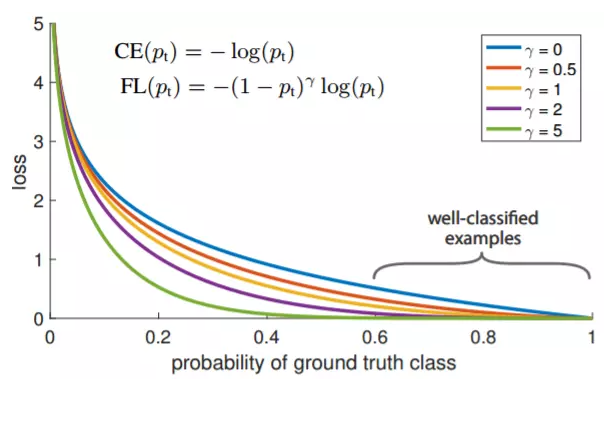 5
CE(pt) = − log(pt)
FL(pt) = −(1 − pt)^γ log(pt)
γ = 0
γ = 0.5
γ = 1
γ = 2
γ = 5
4
3
loss
2
well-classified
examples
1
0
0 0.2 0.4 0.6 0.8 1
probability of ground truth class